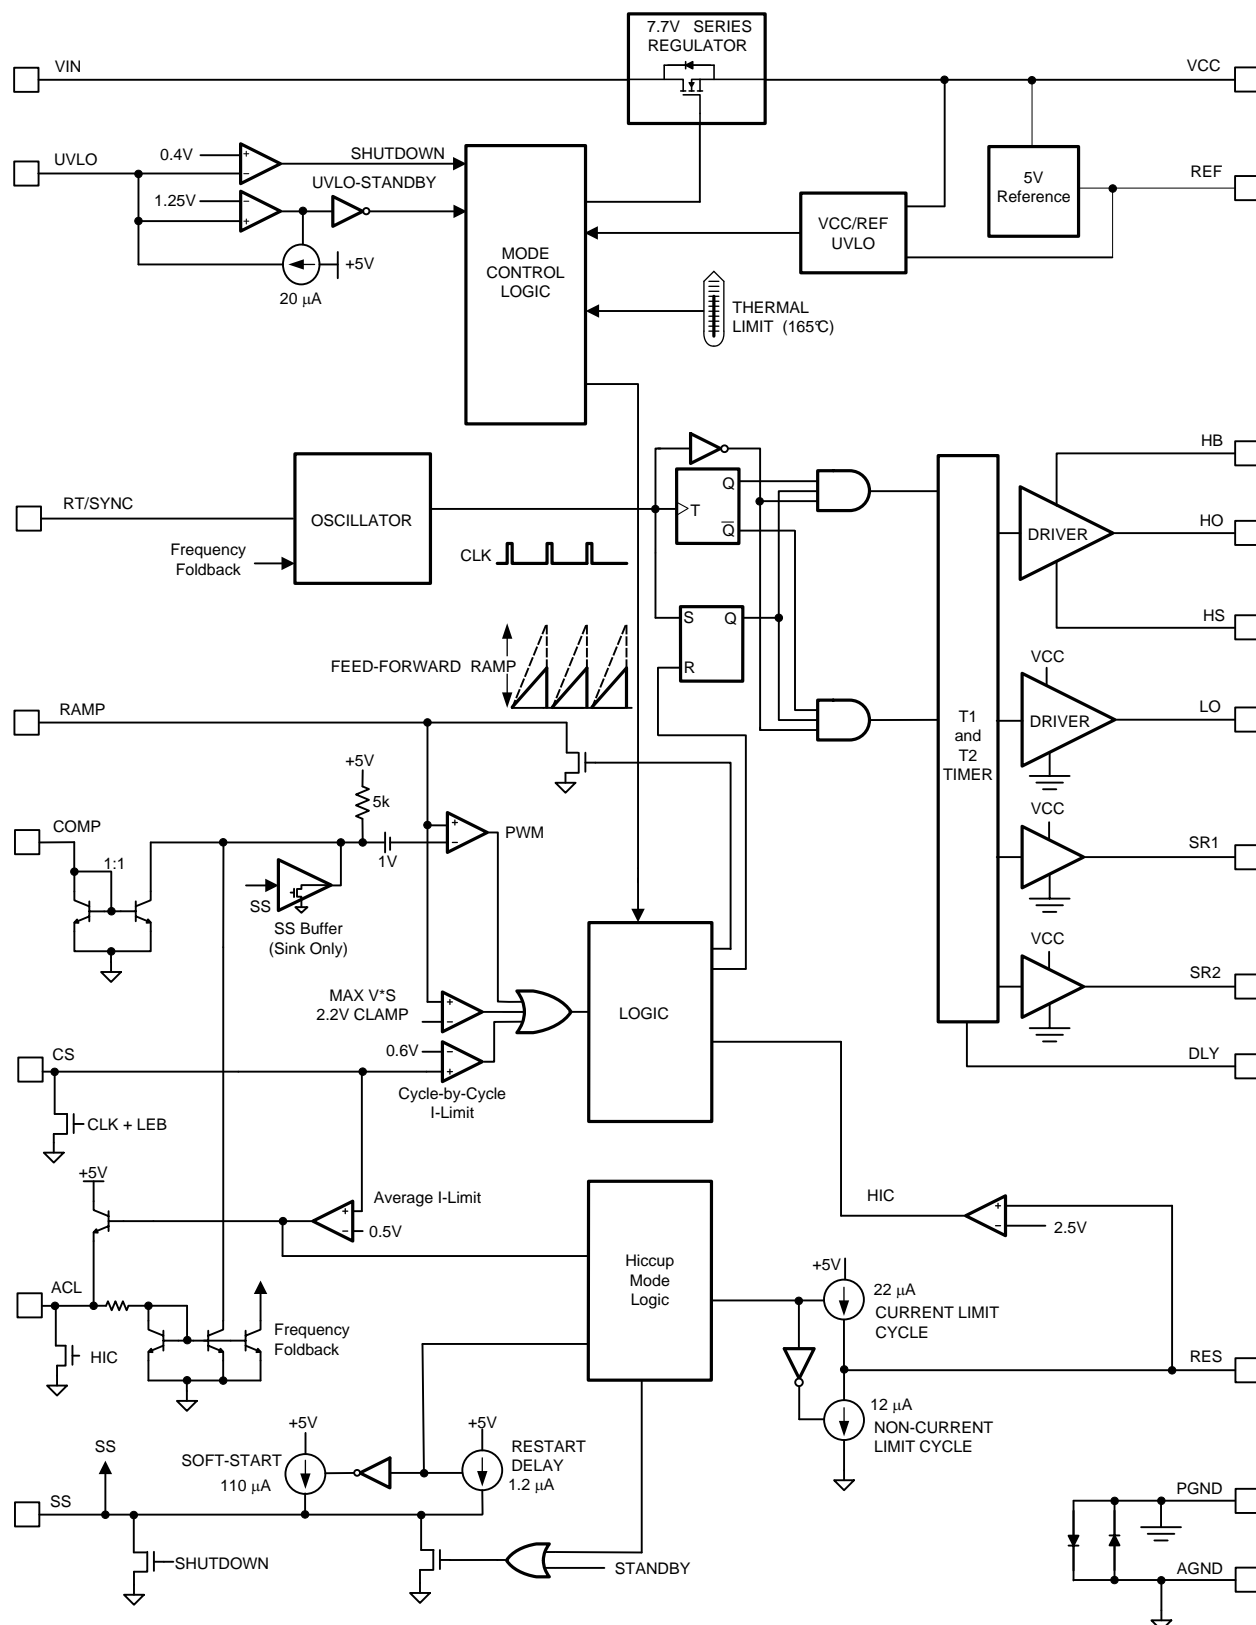 7.7V SERIES
REGULATOR
VIN
VCC
UVLO
0.4V
+
−
SHUTDOWN
UVLO-STANDBY
1.25V
−
+
+5V
20 µA
MODE
CONTROL
LOGIC
5V
Reference
REF
VCC/REF
UVLO
THERMAL
LIMIT (165°C)
HB
RT/SYNC
OSCILLATOR
Frequency
Foldback
CLK
Q
T
Q
DRIVER
HO
S
Q
R
HS
FEED-FORWARD RAMP
VCC
RAMP
DRIVER
LO
T1
and
T2
TIMER
+5V
5k
COMP
1:1
+
−
PWM
1V
SS
SS Buffer
(Sink Only)
VCC
SR1
VCC
SR2
MAX V*S
2.2V CLAMP
+
−
LOGIC
CS
0.6V
−
+
Cycle-by-Cycle
I-Limit
DLY
CLK + LEB
+5V
Average I-Limit
+
−
0.5V
HIC
+
−
2.5V
Hiccup
Mode
Logic
ACL
HIC
Frequency
Foldback
+5V
22 µA
CURRENT LIMIT
CYCLE
RES
12 µA
NON-CURRENT
LIMIT CYCLE
+5V
+5V
SS
SOFT-START
110 µA
RESTART
DELAY
1.2 µA
SS
SHUTDOWN
STANDBY
PGND
AGND